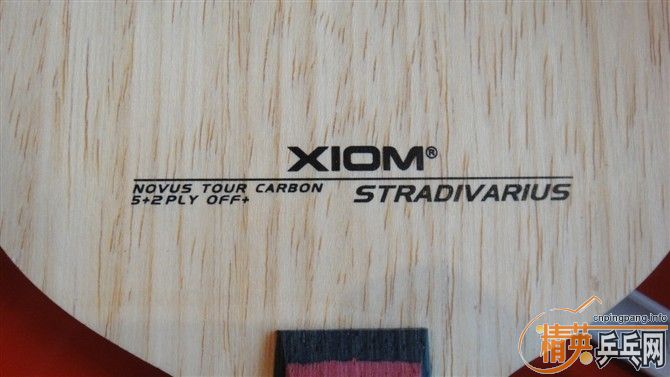 XIOM®
NOVUS TOUR CARBON
5+2PLY OFF+
STRADIVARIUS
cnpingpang.info
精英乒乓网